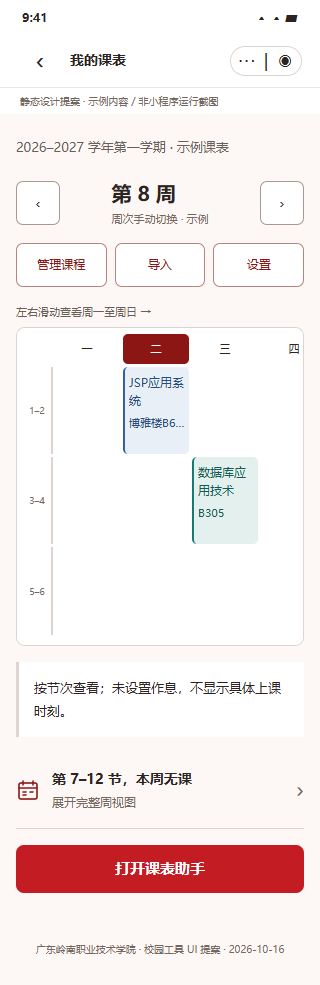 9:41
‹ 我的课表 ···
静态设计提案 · 示例内容 / 非小程序运行截图
2026–2027 学年第一学期 · 示例课表
‹ 第 8 周 ›
周次手动切换 · 示例
管理课程 导入 设置
左右滑动查看周一至周日 →
一 二 三 四
JSP应用系
统
1–2
博雅楼B6...
数据库应
用技术
3–4
B305
5–6
按节次查看；未设置作息，不显示具体上课
时刻。
第 7–12 节，本周无课
展开完整周视图 ›
打开课表助手
广东岭南职业技术学院 · 校园工具 UI 提案 · 2026-10-16